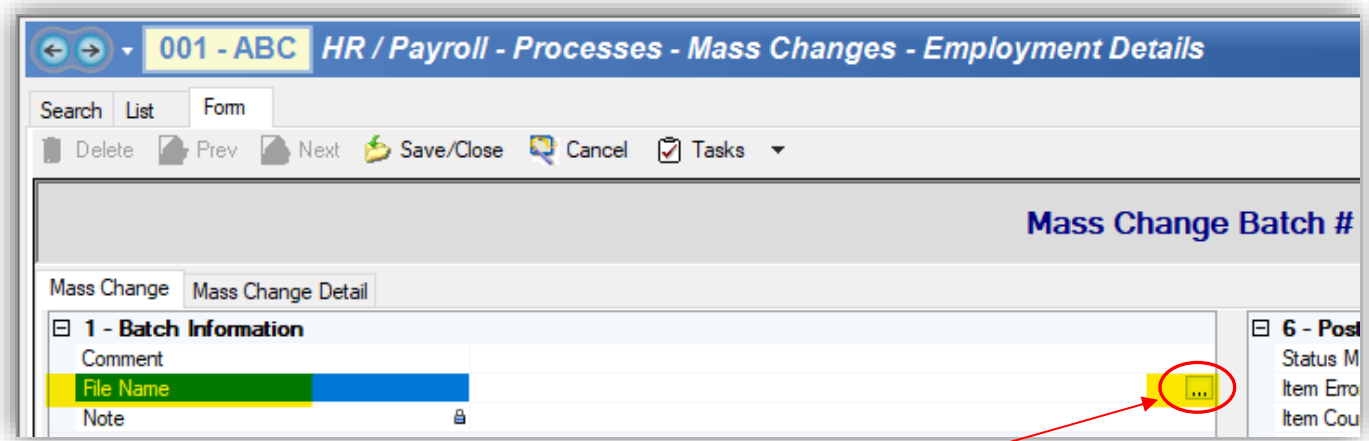 001 - ABC HR / Payroll - Processes - Mass Changes - Employment Details
Search List Form
Delete Prev Next Save/Close Cancel Tasks
Mass Change Batch #
Mass Change Mass Change Detail
1 - Batch Information
Comment
File Name ...
Note
6 - Post
Status M
Item Erro
Item Cou